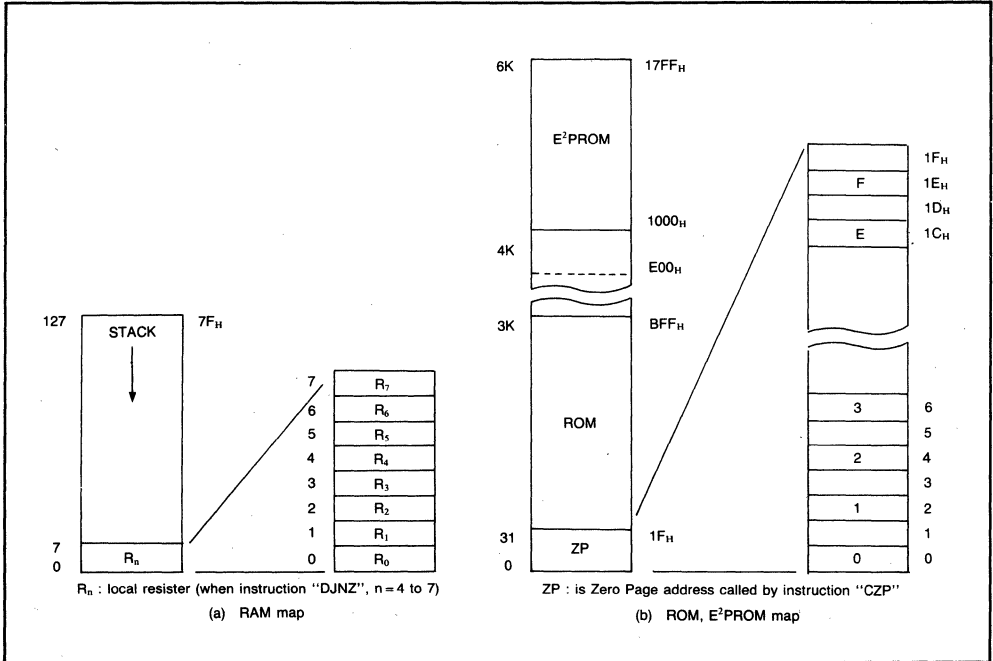 127
7
0
STACK
Rn
7FH
7
6
5
4
3
2
1
0
R7
R6
R5
R4
R3
R2
R1
R0
Rn : local resister (when instruction "DJNZ", n = 4 to 7)
(a) RAM map
6K
4K
3K
31
0
E²PROM
ROM
ZP
17FFH
1000H
E00H
BFFH
1FH
F
E
3
2
1
0
1FH
1EH
1DH
1CH
6
5
4
3
2
1
0
ZP : is Zero Page address called by instruction "CZP"
(b) ROM, E²PROM map